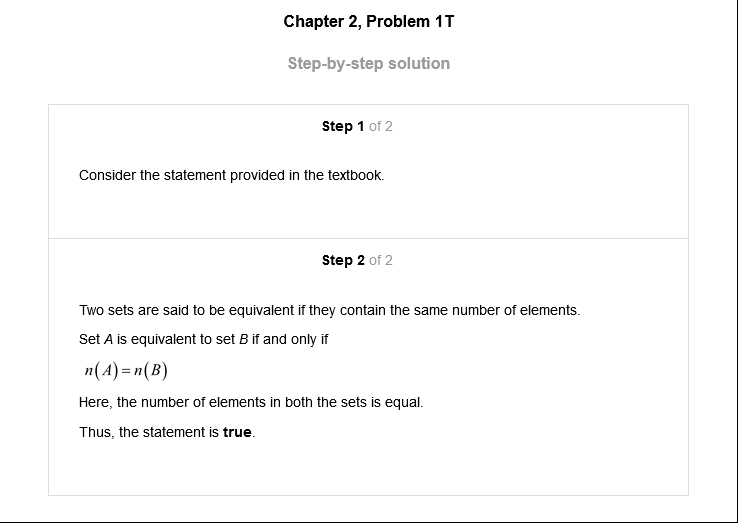 Chapter 2, Problem 1T
Step-by-step solution
Step 1 of 2
Consider the statement provided in the textbook.
Step 2 of 2
Two sets are said to be equivalent if they contain the same number of elements.
Set A is equivalent to set B if and only if
n(A)=n(B)
Here, the number of elements in both the sets is equal.
Thus, the statement is true.